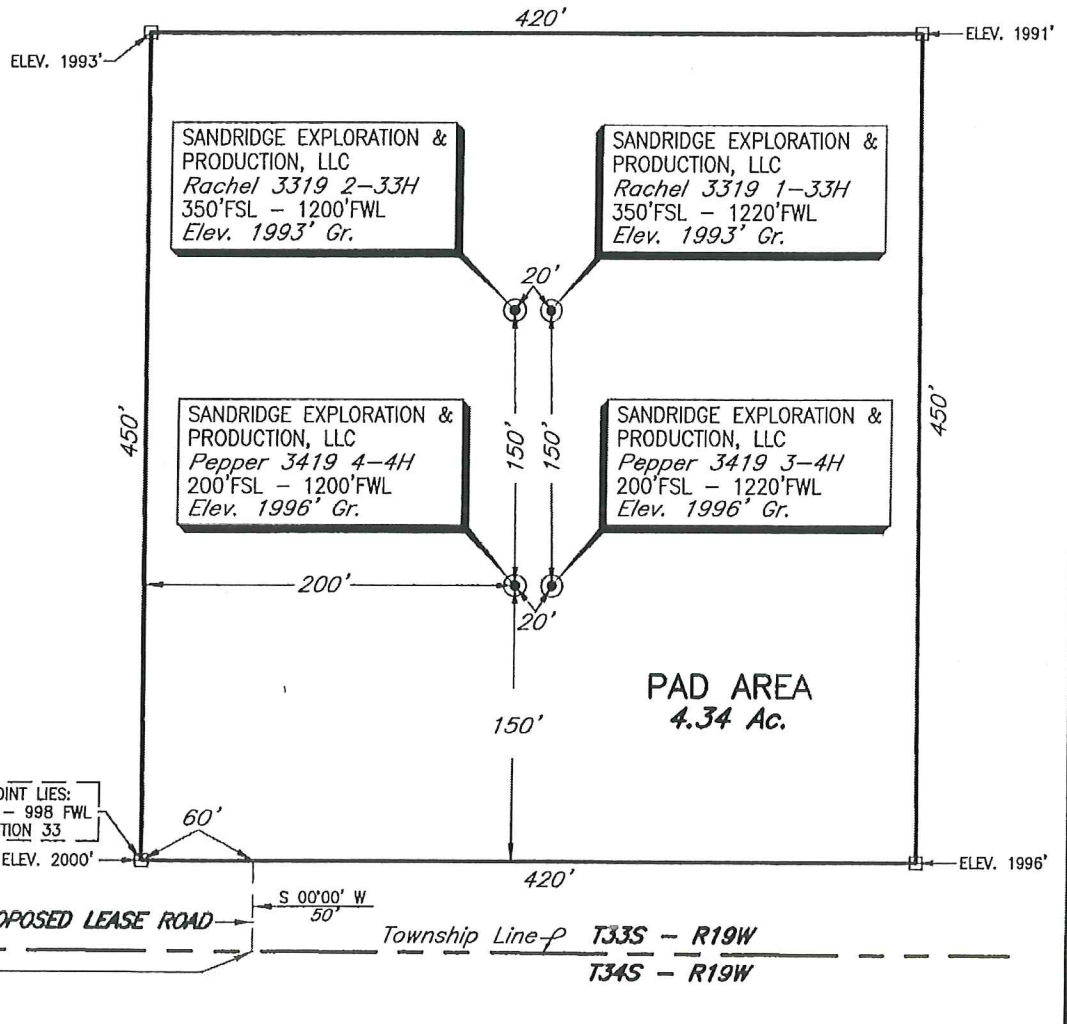 420'
ELEV. 1993'
ELEV. 1991'
SANDRIDGE EXPLORATION &
PRODUCTION, LLC
Rachel 3319 2-33H
350'FSL - 1200'FWL
Elev. 1993' Gr.
SANDRIDGE EXPLORATION &
PRODUCTION, LLC
Rachel 3319 1-33H
350'FSL - 1220'FWL
Elev. 1993' Gr.
20'
450'
150'
150'
450'
SANDRIDGE EXPLORATION &
PRODUCTION, LLC
Pepper 3419 4-4H
200'FSL - 1200'FWL
Elev. 1996' Gr.
SANDRIDGE EXPLORATION &
PRODUCTION, LLC
Pepper 3419 3-4H
200'FSL - 1220'FWL
Elev. 1996' Gr.
200'
20'
PAD AREA
4.34 Ac.
150'
LIES:
- 998 FWL
33
60'
ELEV. 2000'
ELEV. 1996'
420'
S 00°00' W
50'
LEASE ROAD
Township Line
T33S - R19W
T34S - R19W